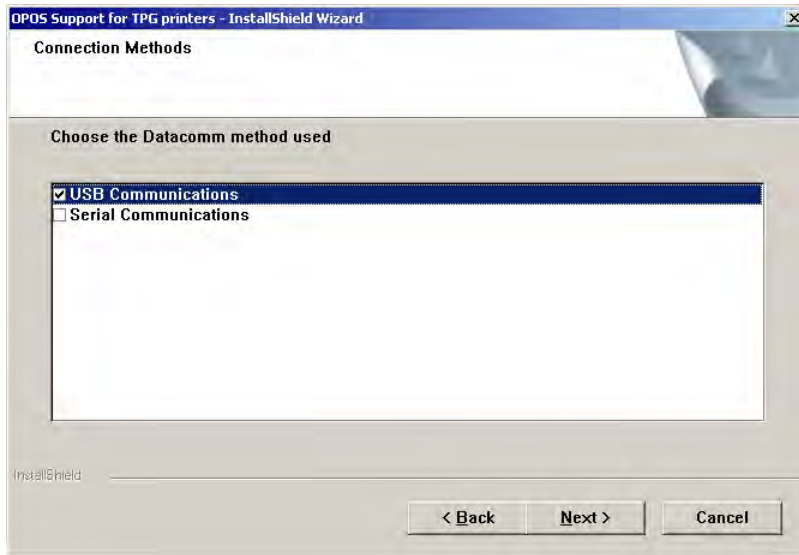 OPOS Support for TPG printers - InstallShield Wizard
Connection Methods
Choose the Datacomm method used
USB Communications
Serial Communications
InstallShield
< Back Next > Cancel